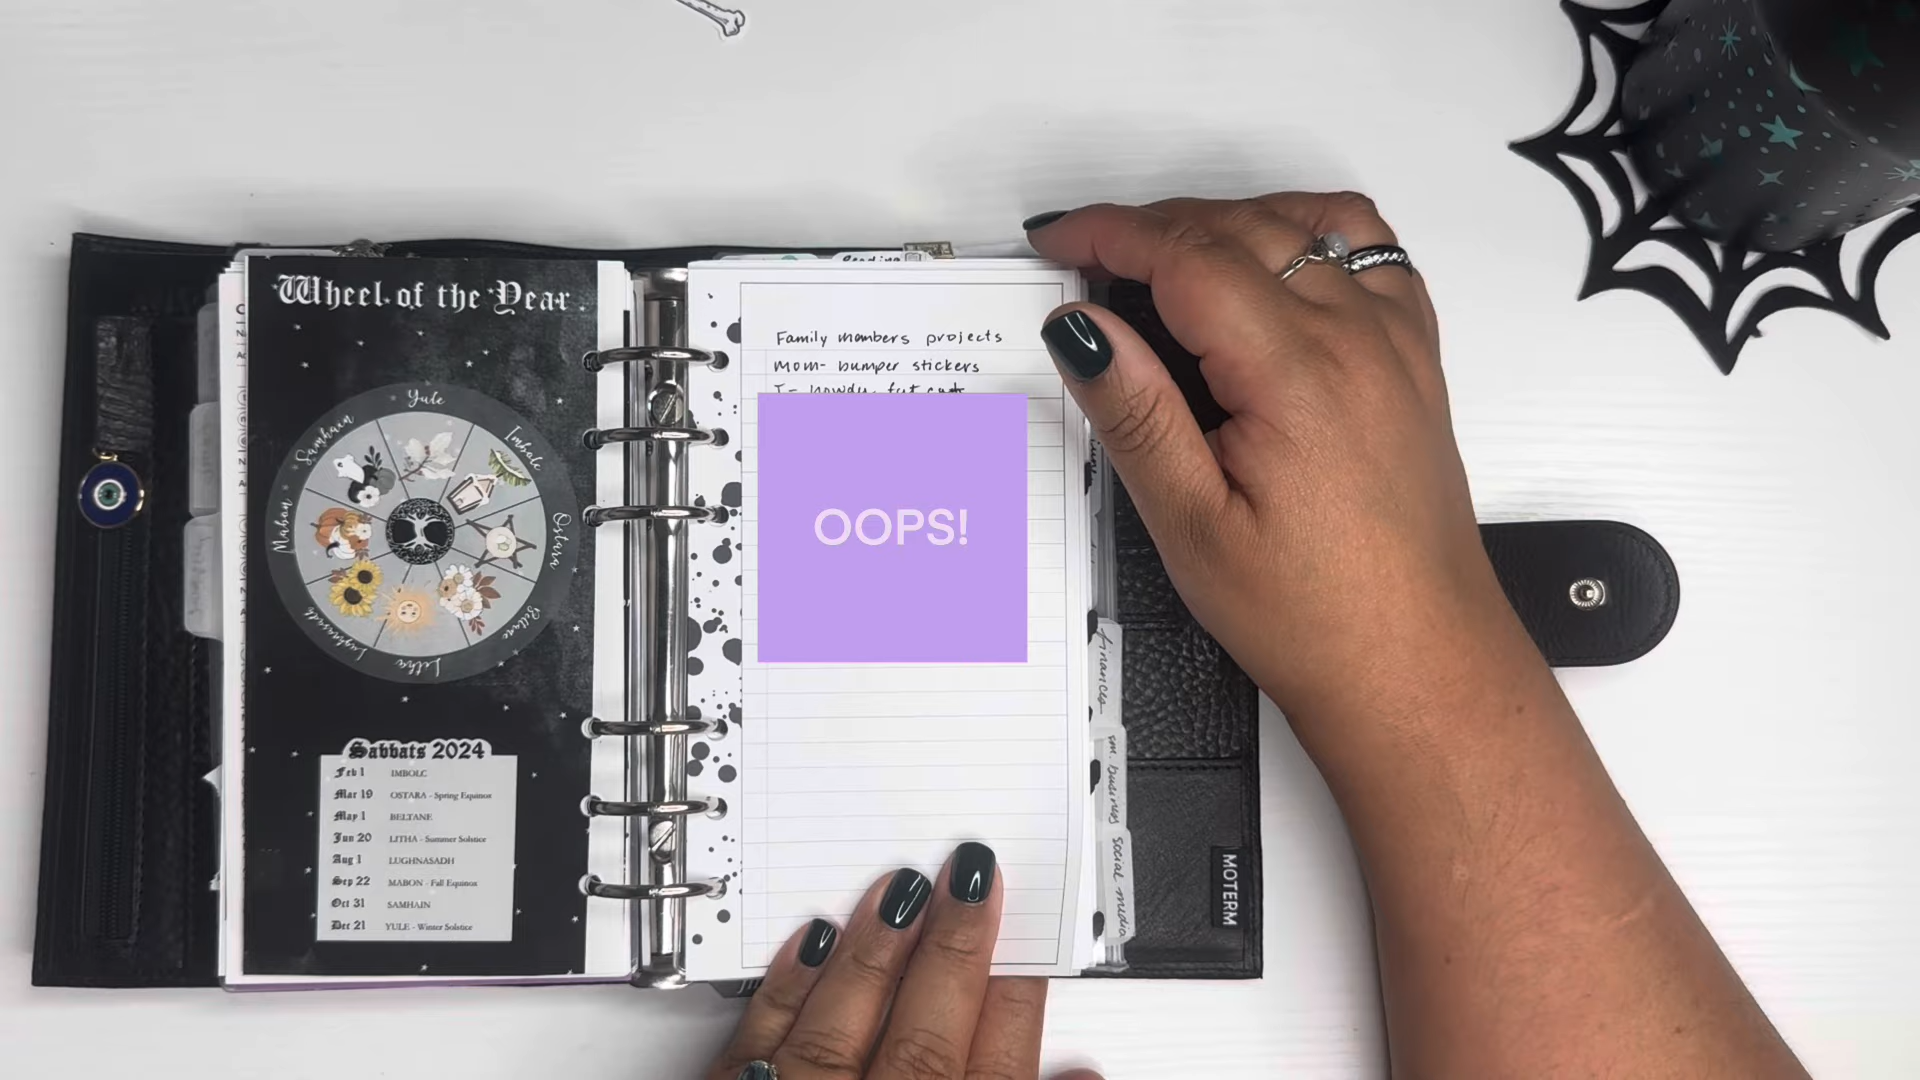 Wheel of the Year
Yule
Imbolc
Ostara
Beltane
Litha
Lughnasadh
Mabon
Samhain
Sabbats 2024
Feb 1 IMBOLC
Mar 19 OSTARA - Spring Equinox
May 1 BELTANE
Jun 20 LITHA - Summer Solstice
Aug 1 LUGHNASADH
Sep 22 MABON - Fall Equinox
Oct 31 SAMHAIN
Dec 21 YULE - Winter Solstice
Reading
Family members projects
Mom- bumper stickers
OOPS!
finances
sm. business
social media
MOTERM